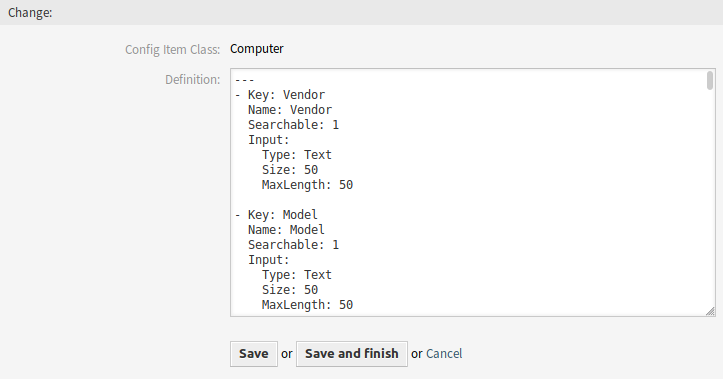 Change:
Config Item Class: Computer
Definition:
---
- Key: Vendor
  Name: Vendor
  Searchable: 1
  Input:
    Type: Text
    Size: 50
    MaxLength: 50

- Key: Model
  Name: Model
  Searchable: 1
  Input:
    Type: Text
    Size: 50
    MaxLength: 50
Save or Save and finish or Cancel